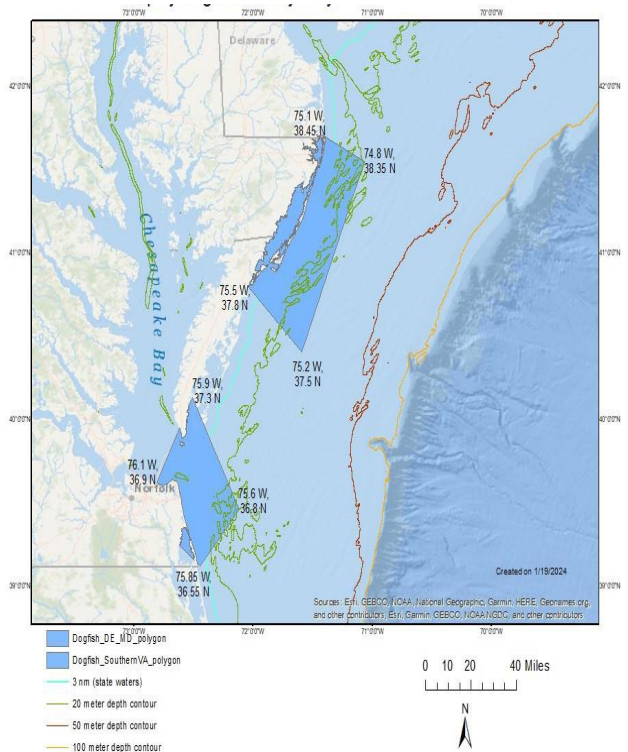 73°0'0"W 72°0'0"W 71°0'0"W 70°0'0"W
Delaware
42°0'0"N 42°0'0"N
75.1 W,
38.45 N
74.8 W,
38.35 N
Chesapeake Bay
41°0'0"N 41°0'0"N
75.5 W,
37.8 N
75.2 W,
37.5 N
75.9 W,
37.3 N
40°0'0"N 40°0'0"N
76.1 W,
36.9 N
Norfolk
75.6 W,
36.8 N
75.85 W,
36.55 N
Created on 1/19/2024
39°0'0"N 39°0'0"N
Sources: Esri, GEBCO, NOAA, National Geographic, Garmin, HERE, Geonames.org,
and other contributors, Esri, Garmin, GEBCO, NOAA NGDC, and other contributors
73°0'0"W 72°0'0"W 71°0'0"W 70°0'0"W
Dogfish_DE_MD_polygon
Dogfish_SouthernVA_polygon
3 nm (state waters)
20 meter depth contour
50 meter depth contour
100 meter depth contour
0 10 20 40 Miles
N